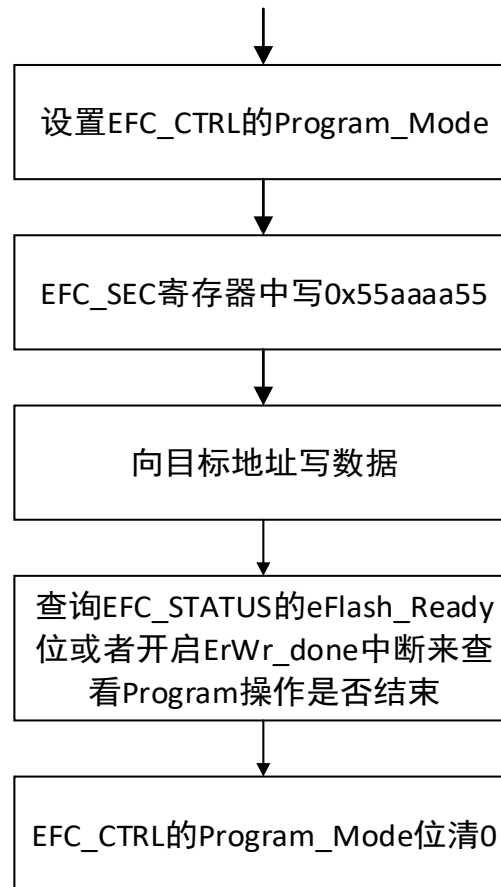 设置EFC_CTRL的Program_Mode
EFC_SEC寄存器中写0x55aaaa55
向目标地址写数据
查询EFC_STATUS的eFlash_Ready
位或者开启ErWr_done中断来查
看Program操作是否结束
EFC_CTRL的Program_Mode位清0